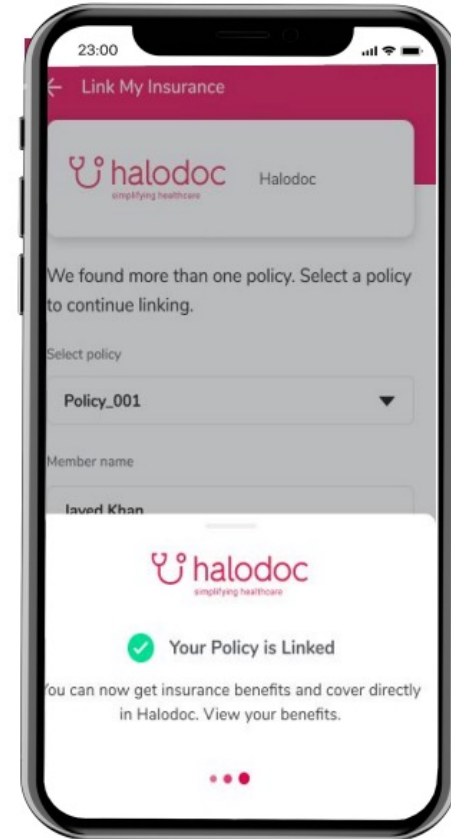 23:00
Link My Insurance
halodoc
simplifying healthcare
Halodoc
We found more than one policy. Select a policy
to continue linking.
Select policy
Policy_001
Member name
Javed Khan
halodoc
simplifying healthcare
Your Policy is Linked
You can now get insurance benefits and cover directly
in Halodoc. View your benefits.